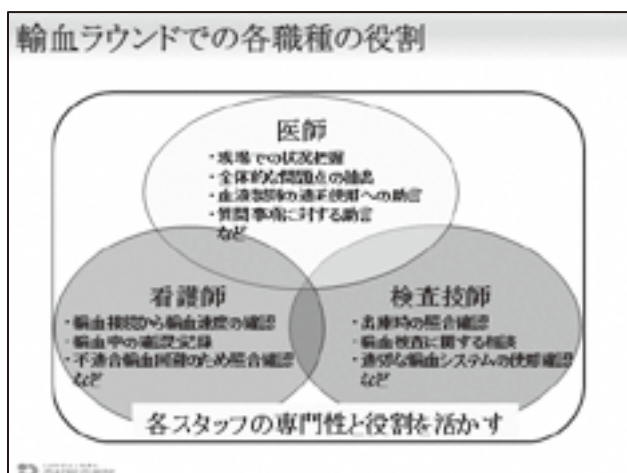 輸血ラウンドでの各職種の役割
医師
・現場での状況把握
・全体的な問題点の抽出
・血液製剤の適正使用への助言
・質問事項に対する助言
など
看護師
・輸血接続から輸血速度の確認
・輸血中の確認と記録
・不適合輸血回避のため照合確認
など
検査技師
・出庫時の照合確認
・輸血検査に関する相談
・適切な輸血システムの使用確認
など
各スタッフの専門性と役割を活かす